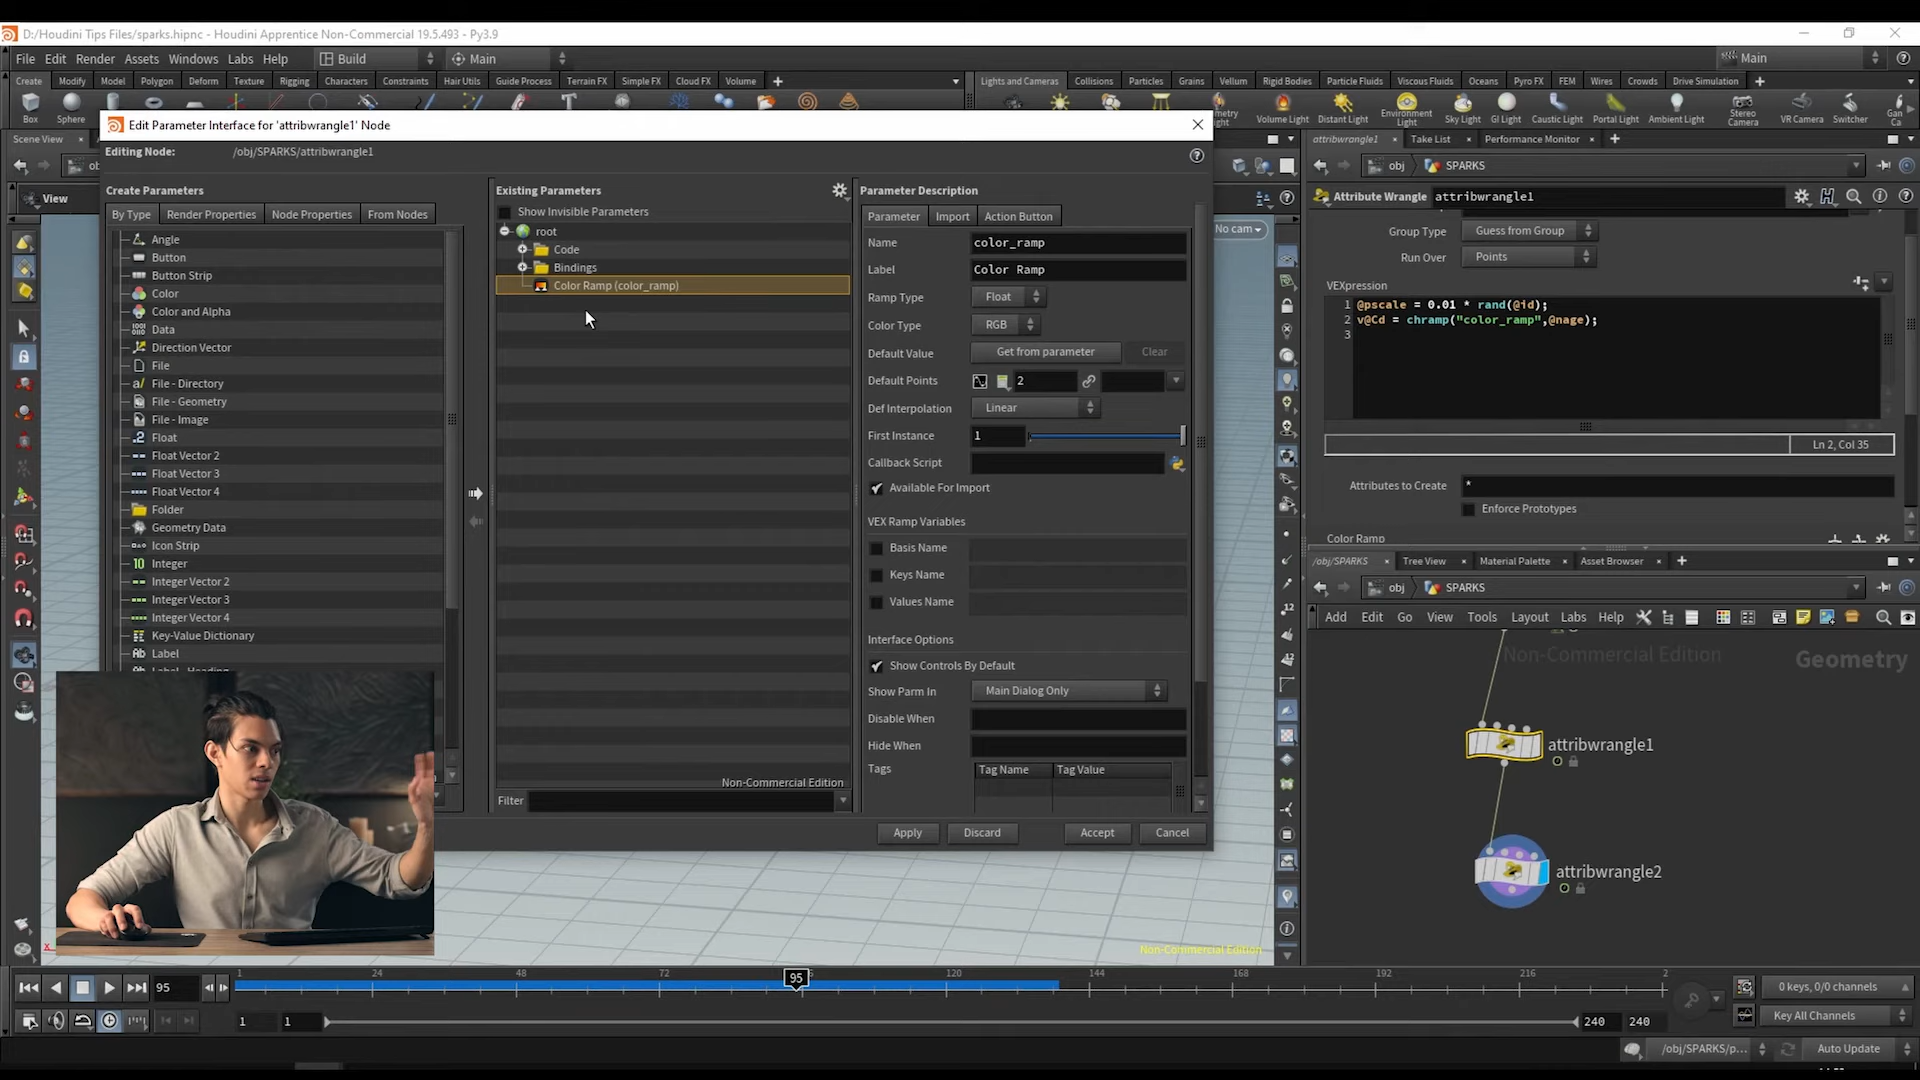 D:/Houdini Tips Files/sparks.hipnc - Houdini Apprentice Non-Commercial 19.5.493 - Py3.9
File Edit Render Assets Windows Labs Help Build Main Main
Create Modify Model Polygon Deform Texture Rigging Characters Constraints Hair Utils Guide Process Terrain FX Simple FX Cloud FX Volume
Lights and Cameras Collisions Particles Grains Vellum Rigid Bodies Particle Fluids Viscous Fluids Oceans Pyro FX FEM Wires Crowds Drive Simulation
Box Sphere
Volume Light Distant Light Environment Light Sky Light GI Light Caustic Light Portal Light Ambient Light Stereo Camera VR Camera Switcher
Edit Parameter Interface for 'attribwrangle1' Node
Editing Node: /obj/SPARKS/attribwrangle1
Scene View
View
No cam
Create Parameters
By Type Render Properties Node Properties From Nodes
Angle
Button
Button Strip
Color
Color and Alpha
Data
Direction Vector
File
File - Directory
File - Geometry
File - Image
Float
Float Vector 2
Float Vector 3
Float Vector 4
Folder
Geometry Data
Icon Strip
Integer
Integer Vector 2
Integer Vector 3
Integer Vector 4
Key-Value Dictionary
Label
Existing Parameters
Show Invisible Parameters
root
Code
Bindings
Color Ramp (color_ramp)
Non-Commercial Edition
Filter
Parameter Description
Parameter Import Action Button
Name color_ramp
Label Color Ramp
Ramp Type Float
Color Type RGB
Default Value Get from parameter Clear
Default Points 2
Def Interpolation Linear
First Instance 1
Callback Script
Available For Import
VEX Ramp Variables
Basis Name
Keys Name
Values Name
Interface Options
Show Controls By Default
Show Parm In Main Dialog Only
Disable When
Hide When
Tags Tag Name Tag Value
Apply Discard Accept Cancel
Non-Commercial Edition
attribwrangle1 Take List Performance Monitor
obj SPARKS
Attribute Wrangle attribwrangle1
Group Type Guess from Group
Run Over Points
VEXpression
1 @pscale = 0.01 * rand(@id);
2 v@Cd = chramp("color_ramp",@nage);
3
Ln 2, Col 35
Attributes to Create *
Enforce Prototypes
Color Ramp
/obj/SPARKS Tree View Material Palette Asset Browser
obj SPARKS
Add Edit Go View Tools Layout Labs Help
Non-Commercial Edition
Geometry
attribwrangle1
attribwrangle2
95 1 24 48 72 95 120 144 168 192 216 2
0 keys, 0/0 channels
1 1 240 240 Key All Channels
/obj/SPARKS/p... Auto Update